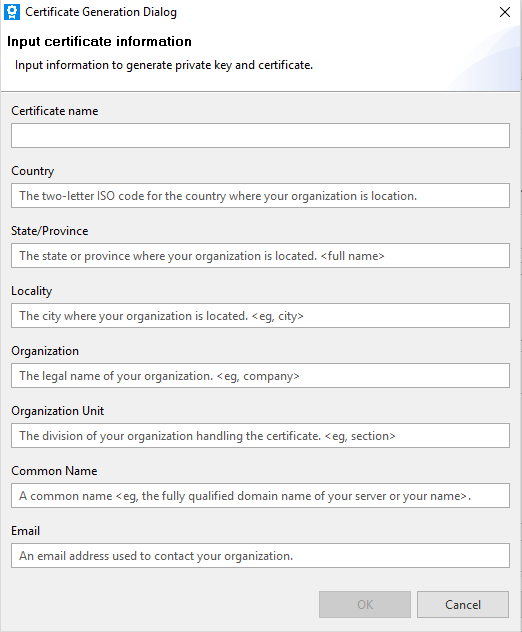 Certificate Generation Dialog
Input certificate information
Input information to generate private key and certificate.
Certificate name
Country
The two-letter ISO code for the country where your organization is location.
State/Province
The state or province where your organization is located. <full name>
Locality
The city where your organization is located. <eg, city>
Organization
The legal name of your organization. <eg, company>
Organization Unit
The division of your organization handling the certificate. <eg, section>
Common Name
A common name <eg, the fully qualified domain name of your server or your name>.
Email
An email address used to contact your organization.
OK Cancel